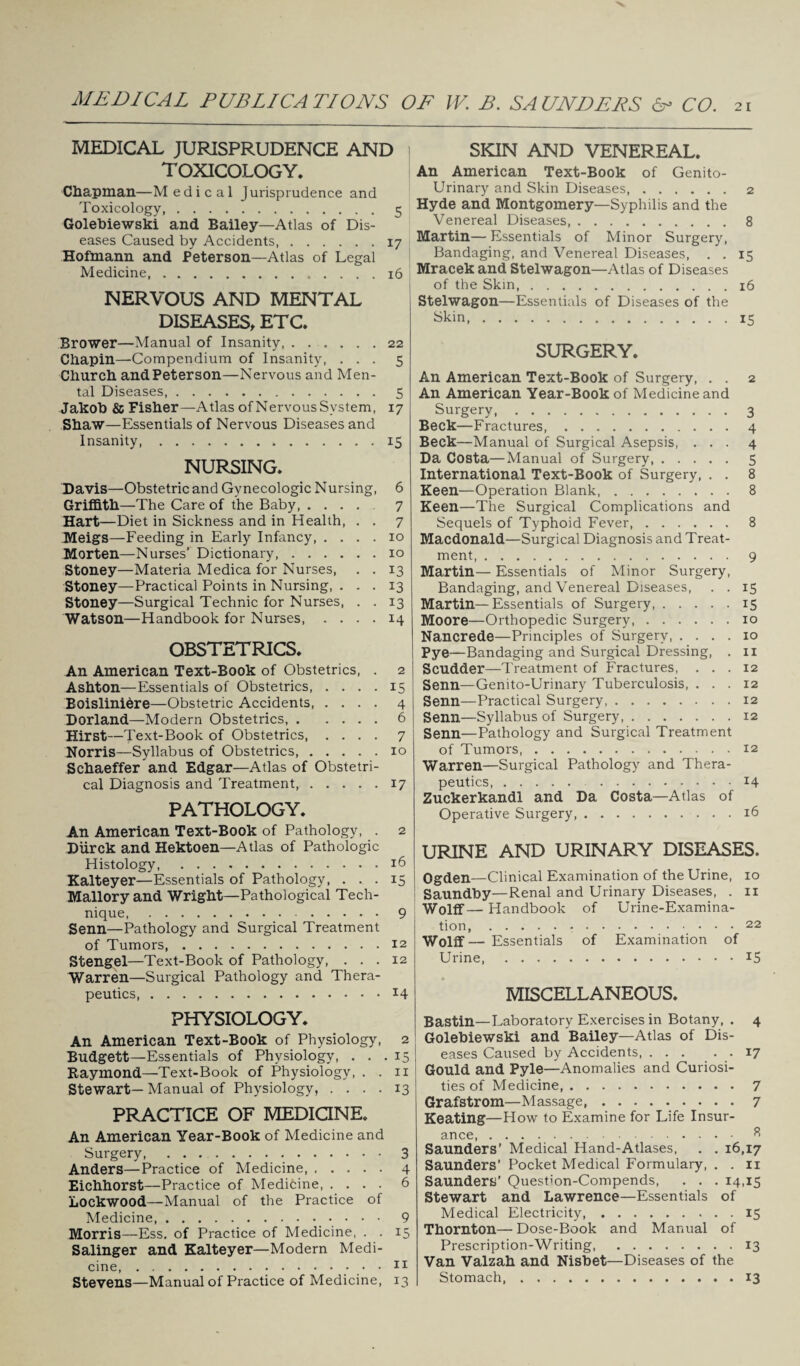 MEDICAL PUBLICATIONS OF W. B. SAUNDERS & CO. 21
MEDICAL JURISPRUDENCE AND
TOXICOLOGY.
Chapman—Medical Jurisprudence and
Toxicology, . . . . . . . . . . . . . 5
Golebiewski and Bailey—Atlas of Dis-
eases Caused by Accidents, . . . . . . 17
Hofmann and Peterson—Atlas of Legal
Medicine, . . . . . . . . . . . . . . 16
NERVOUS AND MENTAL
DISEASES, ETC.
Brower—Manual of Insanity, . . . . . . 22
Chapin—Compendium of Insanity, . . . 5
Church and Peterson—Nervous and Men-
tal Diseases, . . . . . . . . . . . . . 5
Jakob & Fisher—Atlas of Nervous System, 17
Shaw—Essentials of Nervous Diseases and
Insanity, . . . . . . . . . . . . . . 15
NURSING.
Davis—Obstetric and Gynecologic Nursing, 6
Griffith—The Care of the Baby, . . . . 7
Hart—Diet in Sickness and in Health, . . 7
Meigs—Feeding in Early Infancy, . . . . 10
Morten—Nurses' Dictionary, . . . . . . 10
Stoney—Materia Medica for Nurses, . . 13
Stoney—Practical Points in Nursing, . . . 13
Stoney—Surgical Technic for Nurses, . . 13
Watson—Handbook for Nurses, . . . . 14
OBSTETRICS.
An American Text-Book of Obstetrics, . 2
Ashton—Essentials of Obstetrics, . . . . 15
Boislinière—Obstetric Accidents, . . . . 4
Dorland—Modern Obstetrics, . . . . . 6
Hirst—Text-Book of Obstetrics, . . . . 7
Norris—Syllabus of Obstetrics, . . . . . 10
Schaeffer and Edgar—Atlas of Obstetri-
cal Diagnosis and Treatment, . . . . . 17
PATHOLOGY.
An American Text-Book of Pathology, . 2
Dürck and Hektoen—Atlas of Pathologic
Histology, . . . . . . . . . . . . . 16
Kalteyer—Essentials of Pathology, . . . 15
Mallory and Wright—Pathological Tech-
nique, . . . . . . . . . . . . . . . 9
Senn—Pathology and Surgical Treatment
of Tumors, . . . . . . . . . . . . . 12
Stengel—Text-Book of Pathology, . . . 12
Warren—Surgical Pathology and Thera-
peutics, . . . . . . . . . . . . . . . 14
PHYSIOLOGY.
An American Text-Book of Physiology, 2
Budgett—Essentials of Physiology, . . . 15
Raymond—Text-Book of Physiology, . . 11
Stewart—Manual of Physiology, . . . . 13
PRACTICE OF MEDICINE.
An American Year-Book of Medicine and
Surgery, . . . . . . . . . . . . . . 3
Anders—Practice of Medicine, . . . . . 4
Eichhorst—Practice of Medicine, . . . . 6
Lockwood—Manual of the Practice of
Medicine, . . . . . . . . . . . . . . 9
Morris—Ess. of Practice of Medicine, . . 15
Salinger and Kalteyer—Modern Medi-
cine, . . . . . . . . . . . . . . . . 11
Stevens—Manual of Practice of Medicine, 13
SKIN AND VENEREAL.
An American Text-Book of Genito-
Urinary and Skin Diseases, . . . . . . 2
Hyde and Montgomery—Syphilis and the
Venereal Diseases, . . . . . . . . . . 8
Martin—Essentials of Minor Surgery,
Bandaging, and Venereal Diseases, . . 15
Mracek and Stelwagon—Atlas of Diseases
of the Skin, . . . . . . . . . . . . . 16
Stelwagon—Essentials of Diseases of the
Skin, . . . . . . . . . . . . . . . . 15
SURGERY.
An American Text-Book of Surgery, . . 2
An American Year-Book of Medicine and
Surgery, . . . . . . . . . . . . . . 3
Beck—Fractures, . . . . . . . . . . . 4
Beck—Manual of Surgical Asepsis, . . . 4
Da Costa—Manual of Surgery, . . . . . 5
International Text-Book of Surgery, . . 8
Keen—Operation Blank, . . . . . . . . 8
Keen—The Surgical Complications and
Sequels of Typhoid Fever, . . . . . . 8
Macdonald—Surgical Diagnosis and Treat-
ment, . . . . . . . . . . . . . . . . 9
Martin—Essentials of Minor Surgery,
Bandaging, and Venereal Diseases, . . 15
Martin—Essentials of Surgery, . . . . . 15
Moore—Orthopedic Surgery, . . . . . . 10
Nancrede—Principles of Surgery, . . . . 10
Pye—Bandaging and Surgical Dressing, . 11
Scudder—Treatment of Fractures, . . . 12
Senn—Genito-Urinary Tuberculosis, . . . 12
Senn—Practical Surgery, . . . . . . . . 12
Senn—Syllabus of Surgery, . . . . . . . 12
Senn—Pathology and Surgical Treatment
of Tumors, . . . . . . . . . . . . . 12
Warren—Surgical Pathology and Thera-
peutics, . . . . . . . . . . . . . . 14
Zuckerkandl and Da Costa—Atlas of
Operative Surgery, . . . . . . . . . . 16
URINE AND URINARY DISEASES.
Ogden—Clinical Examination of the Urine, 10
Saundby—Renal and Urinary Diseases, . 11
Wolff—Handbook of Urine-Examina-
tion, . . . . . . . . . . . . . . . . 22
Wolff—Essentials of Examination of
Urine, . . . . . . . . . . . . . . . 15
MISCELLANEOUS.
Bastin—Laboratory Exercises in Botany, . 4
Golebiewski and Bailey—Atlas of Dis-
eases Caused by Accidents, . . . . . . 17
Gould and Pyle—Anomalies and Curiosi-
ties of Medicine, . . . . . . . . . . . 7
Grafstrom—Massage, . . . . . . . . . 7
Keating—How to Examine for Life Insur-
ance, . . . . . . . . . . . . . . . . 8
Saunders' Medical Hand-Atlases, . . 16,17
Saunders' Pocket Medical Formulary, . . 11
Saunders' Question-Compends, . . . 14,15
Stewart and Lawrence—Essentials of
Medical Electricity, . . . . . . . . . 15
Thornton—Dose-Book and Manual of
Prescription-Writing, . . . . . . . . 13
Van Valzah and Nisbet—Diseases of the
Stomach, . . . . . . . . . . . . . . 13